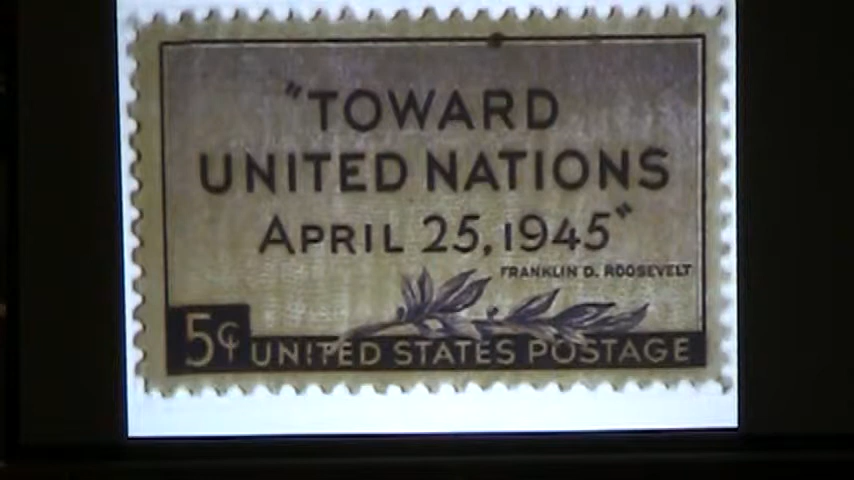 "TOWARD
UNITED NATIONS
APRIL 25, 1945"
FRANKLIN D. ROOSEVELT
5¢ UNITED STATES POSTAGE